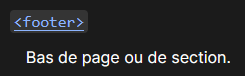 <footer>
Bas de page ou de section.